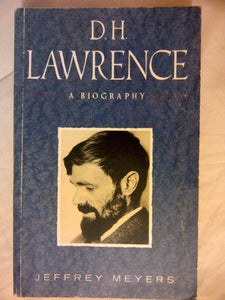 D. H.
LAWRENCE
A BIOGRAPHY
JEFFREY MEYERS